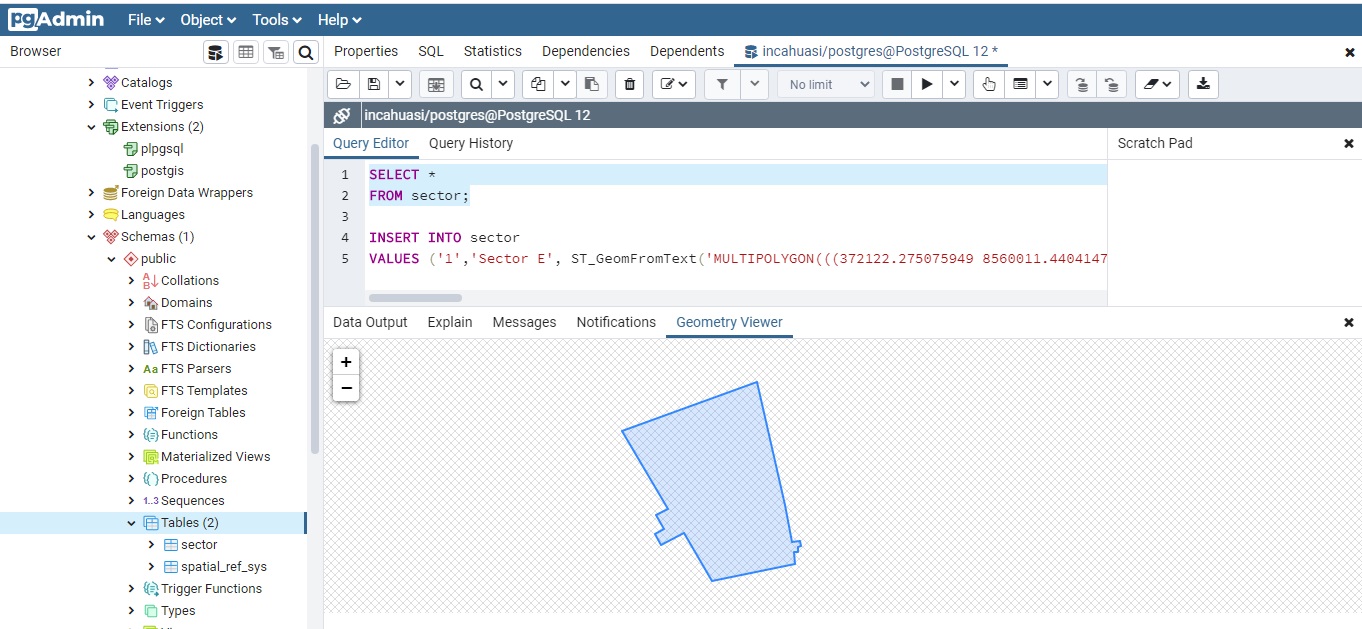 pgAdmin File Object Tools Help
Browser
Properties SQL Statistics Dependencies Dependents incahuasi/postgres@PostgreSQL 12 *
No limit
incahuasi/postgres@PostgreSQL 12
Query Editor Query History
Scratch Pad
1 SELECT *
2 FROM sector;
3
4 INSERT INTO sector
5 VALUES ('1','Sector E', ST_GeomFromText('MULTIPOLYGON(((372122.275075949 8560011.4404147
Data Output Explain Messages Notifications Geometry Viewer
+
−
Catalogs
Event Triggers
Extensions (2)
plpgsql
postgis
Foreign Data Wrappers
Languages
Schemas (1)
public
Collations
Domains
FTS Configurations
FTS Dictionaries
Aa FTS Parsers
FTS Templates
Foreign Tables
Functions
Materialized Views
Procedures
1..3 Sequences
Tables (2)
sector
spatial_ref_sys
Trigger Functions
Types